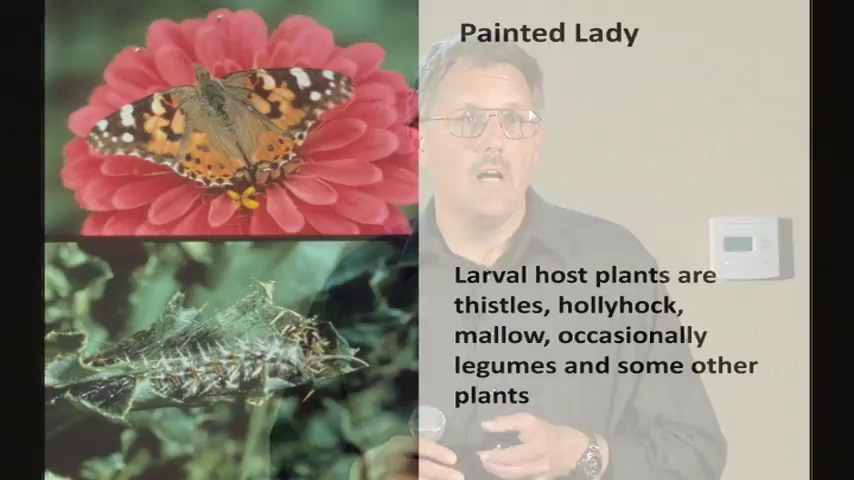 Painted Lady
Larval host plants are
thistles, hollyhock,
mallow, occasionally
legumes and some other
plants